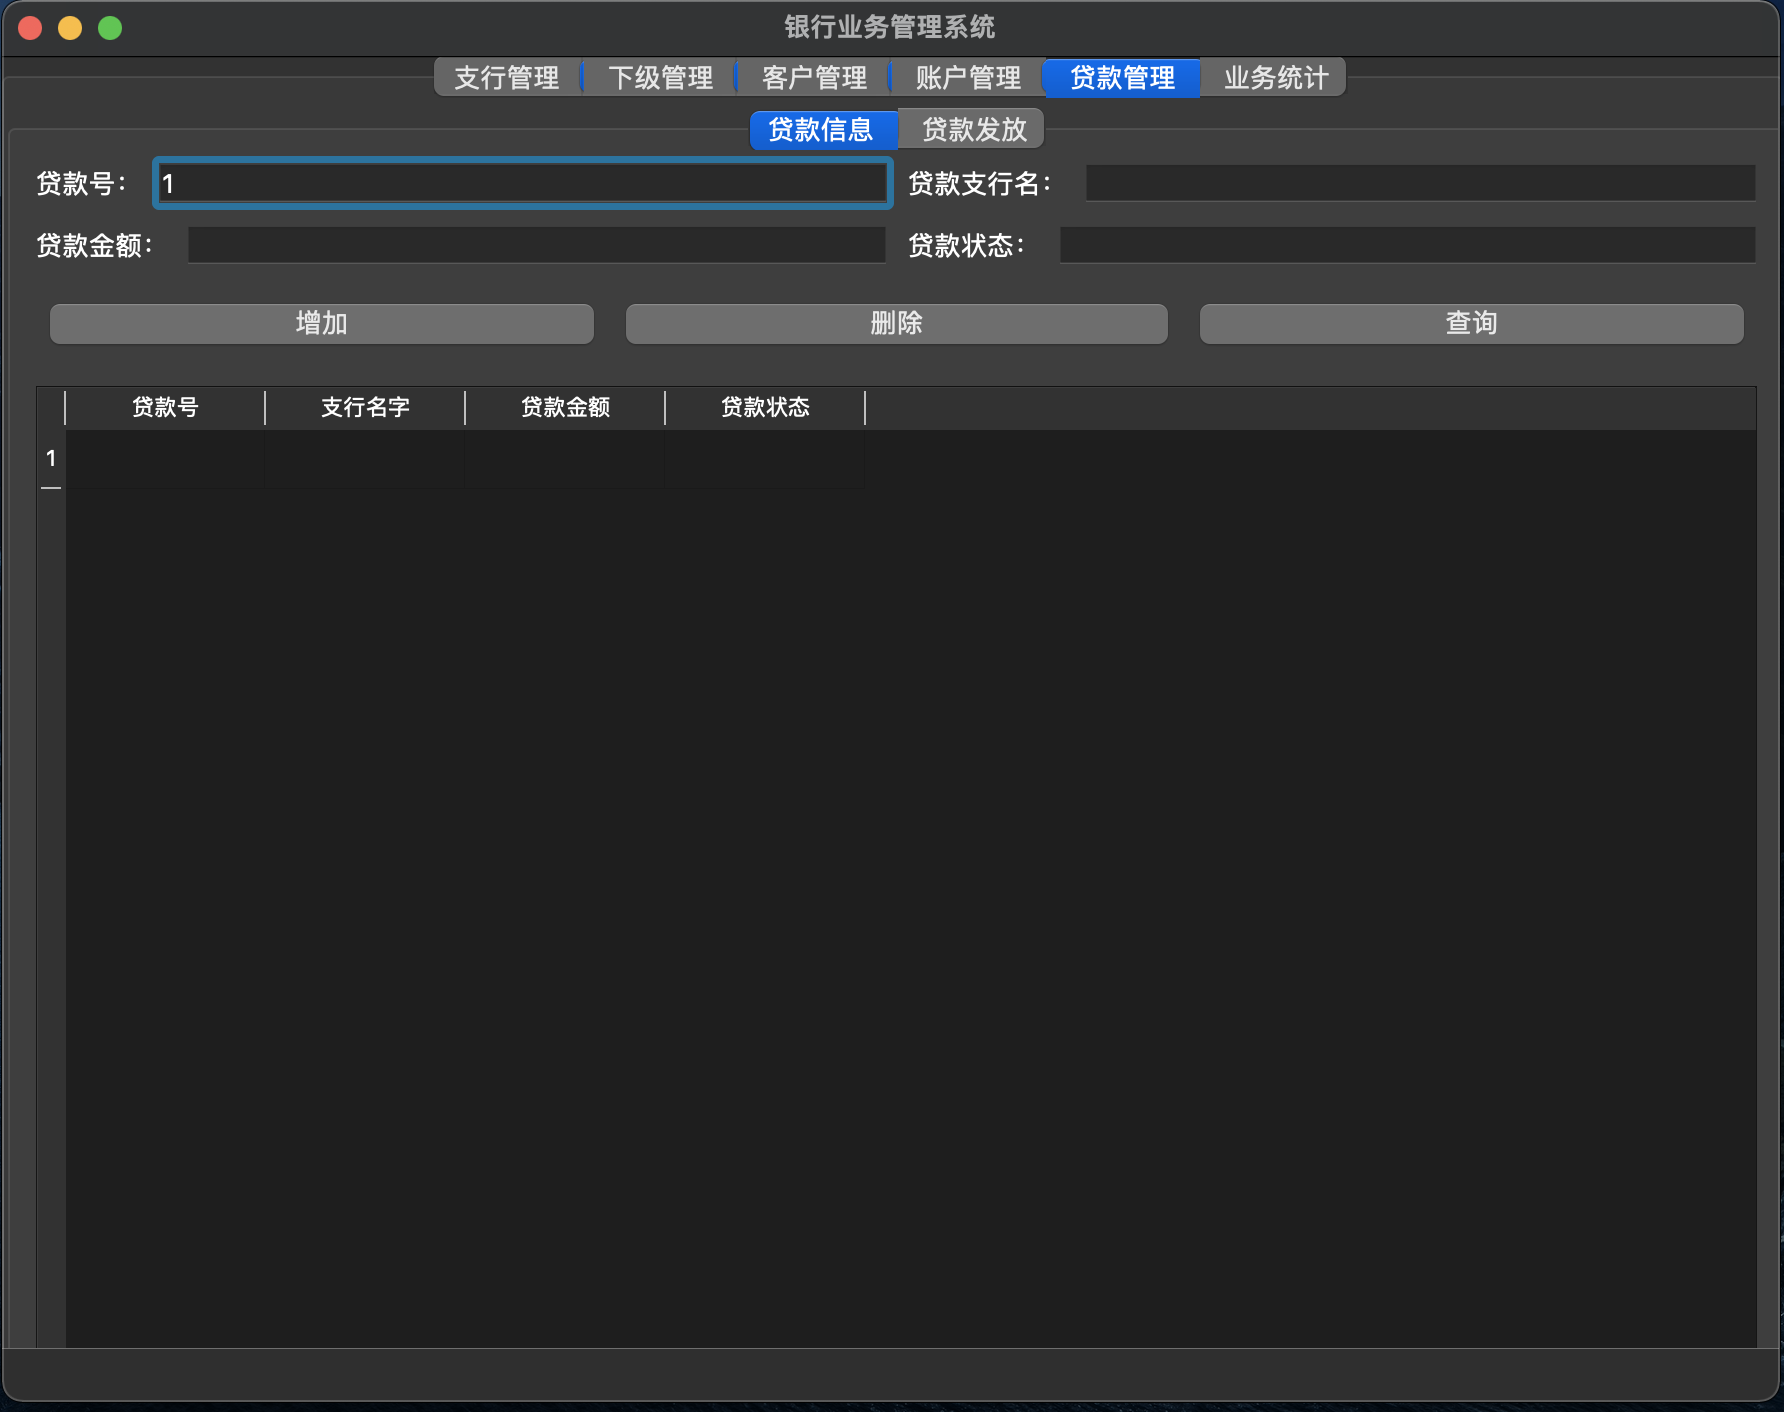 银行业务管理系统
支行管理 下级管理 客户管理 账户管理 贷款管理 业务统计
贷款信息 贷款发放
贷款号： 1 贷款支行名：
贷款金额： 贷款状态：
增加 删除 查询
贷款号 支行名字 贷款金额 贷款状态
1